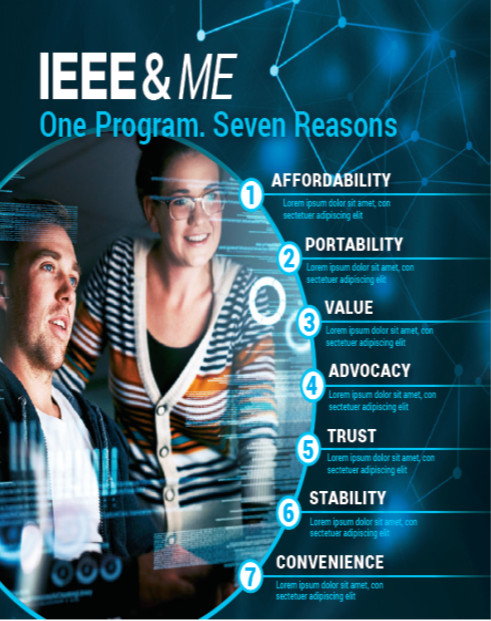 IEEE & ME
One Program. Seven Reasons
1 AFFORDABILITY
Lorem ipsum dolor sit amet, con
sectetuer adipiscing elit
2 PORTABILITY
Lorem ipsum dolor sit amet, con
sectetuer adipiscing elit
3 VALUE
Lorem ipsum dolor sit amet, con
sectetuer adipiscing elit
4 ADVOCACY
Lorem ipsum dolor sit amet, con
sectetuer adipiscing elit
5 TRUST
Lorem ipsum dolor sit amet, con
sectetuer adipiscing elit
6 STABILITY
Lorem ipsum dolor sit amet, con
sectetuer adipiscing elit
7 CONVENIENCE
Lorem ipsum dolor sit amet, con
sectetuer adipiscing elit